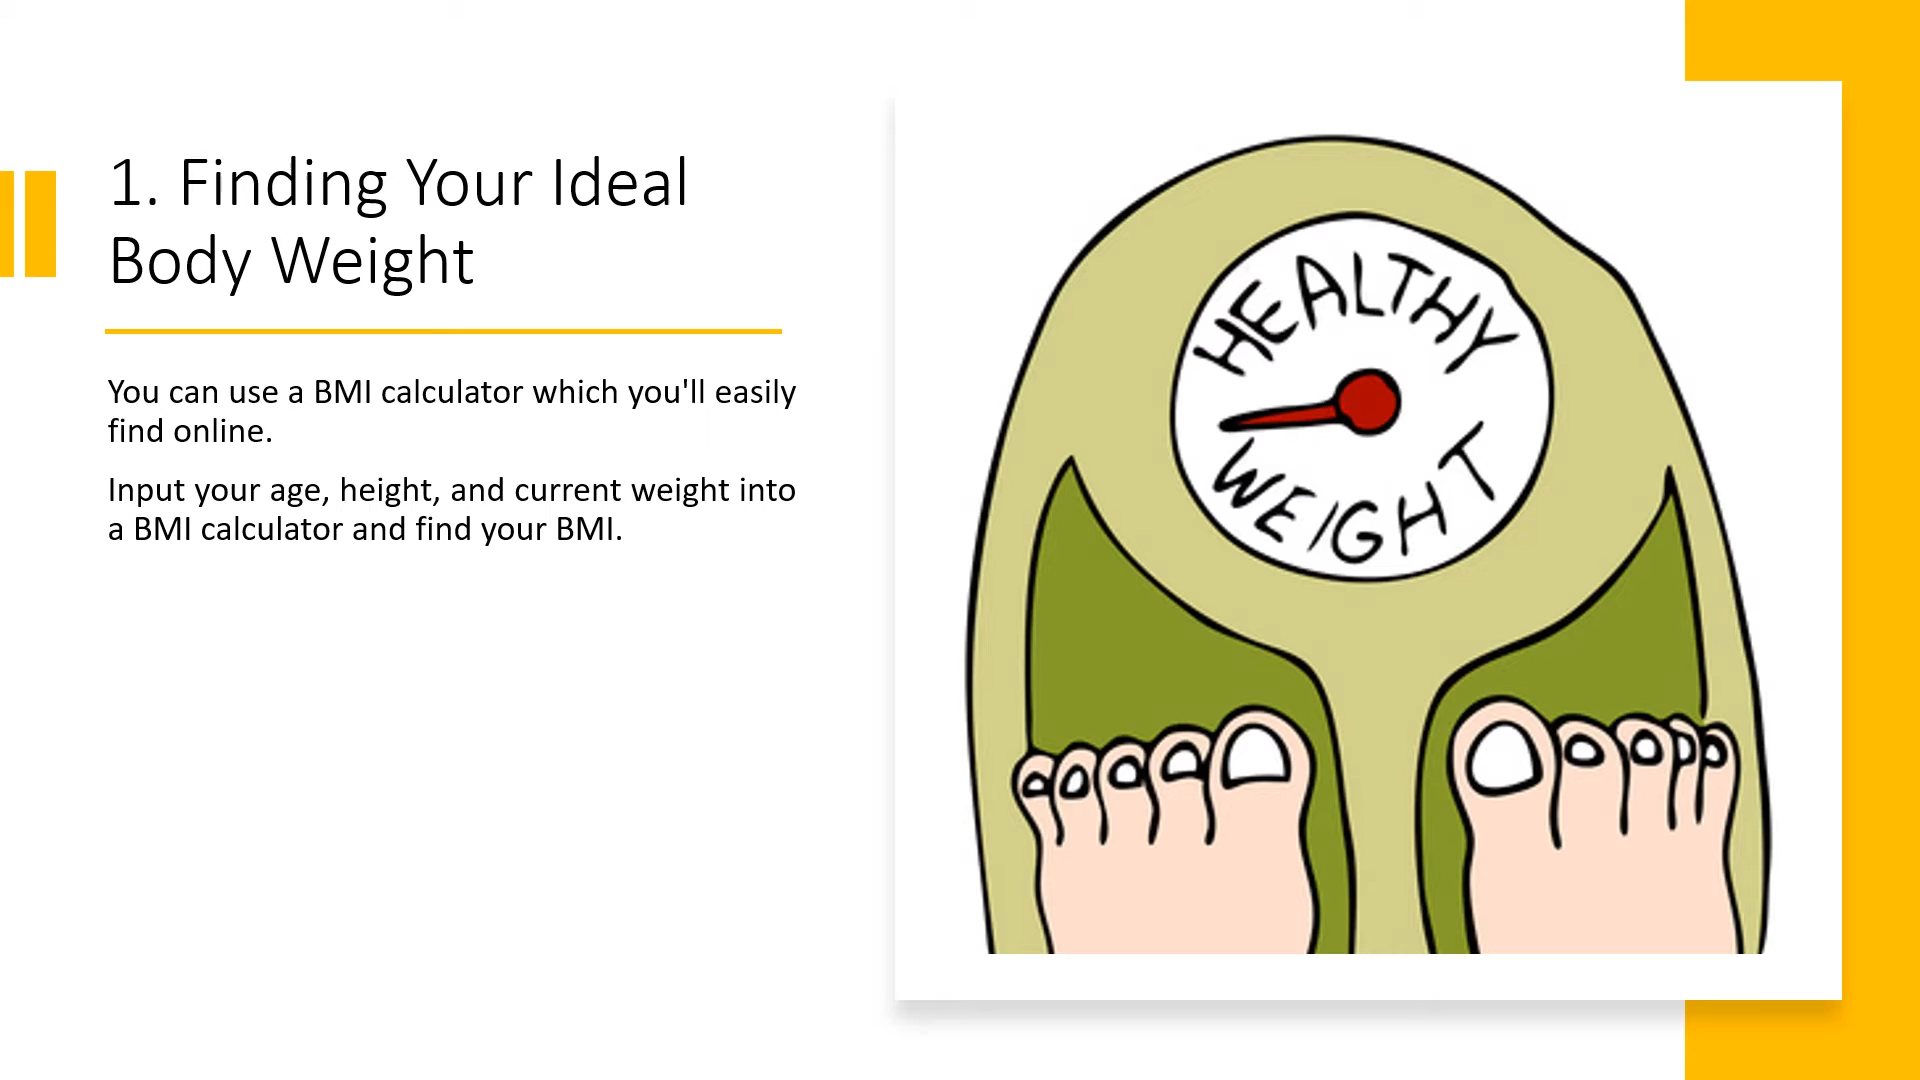 1. Finding Your Ideal
Body Weight
You can use a BMI calculator which you'll easily
find online.
Input your age, height, and current weight into
a BMI calculator and find your BMI.
HEALTHY
WEIGHT